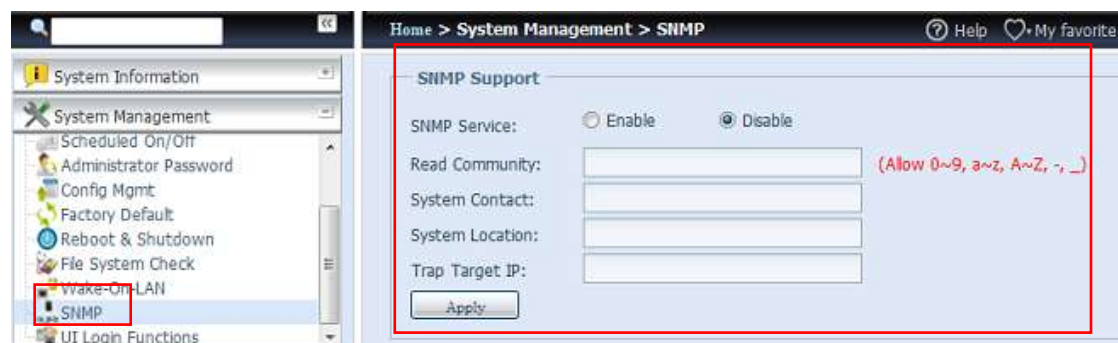 Home > System Management > SNMP
Help
My favorite
System Information
System Management
Scheduled On/Off
Administrator Password
Config Mgmt
Factory Default
Reboot & Shutdown
File System Check
Wake-On-LAN
SNMP
UI Login Functions
SNMP Support
SNMP Service: Enable Disable
Read Community: (Allow 0~9, a~z, A~Z, -, _)
System Contact:
System Location:
Trap Target IP:
Apply